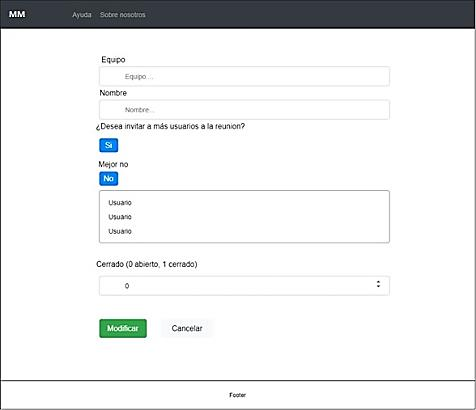 MM Ayuda Sobre nosotros
Equipo
Equipo ...
Nombre
Nombre...
¿Desea invitar a más usuarios a la reunion?
Si
Mejor no
No
Usuario
Usuario
Usuario
Cerrado (0 abierto, 1 cerrado)
0
Modificar Cancelar
Footer